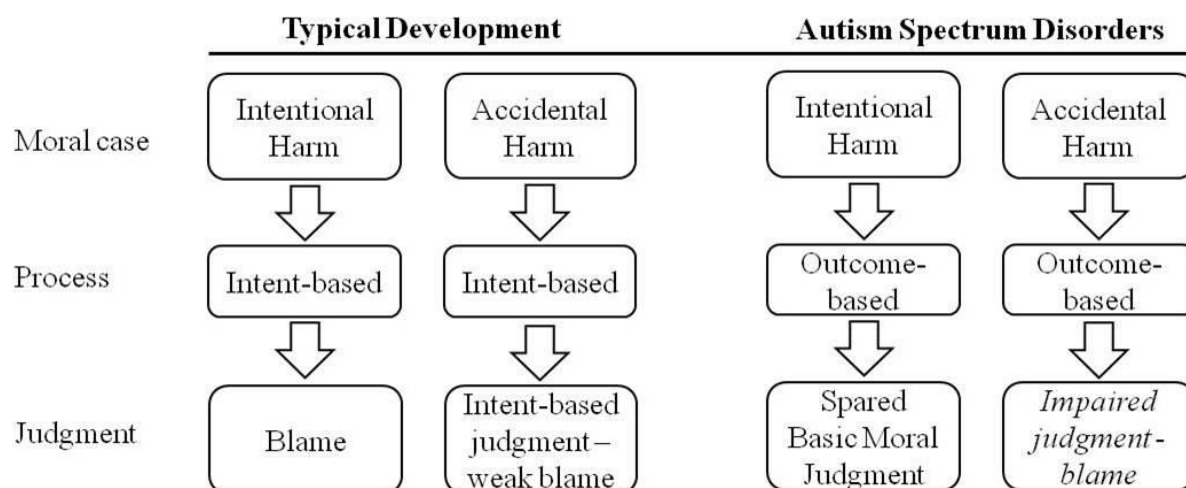 Typical Development
Autism Spectrum Disorders
Moral case
Intentional
Harm
Accidental
Harm
Intentional
Harm
Accidental
Harm
Process
Intent-based
Intent-based
Outcome-
based
Outcome-
based
Judgment
Blame
Intent-based
judgment –
weak blame
Spared
Basic Moral
Judgment
Impaired
judgment-
blame